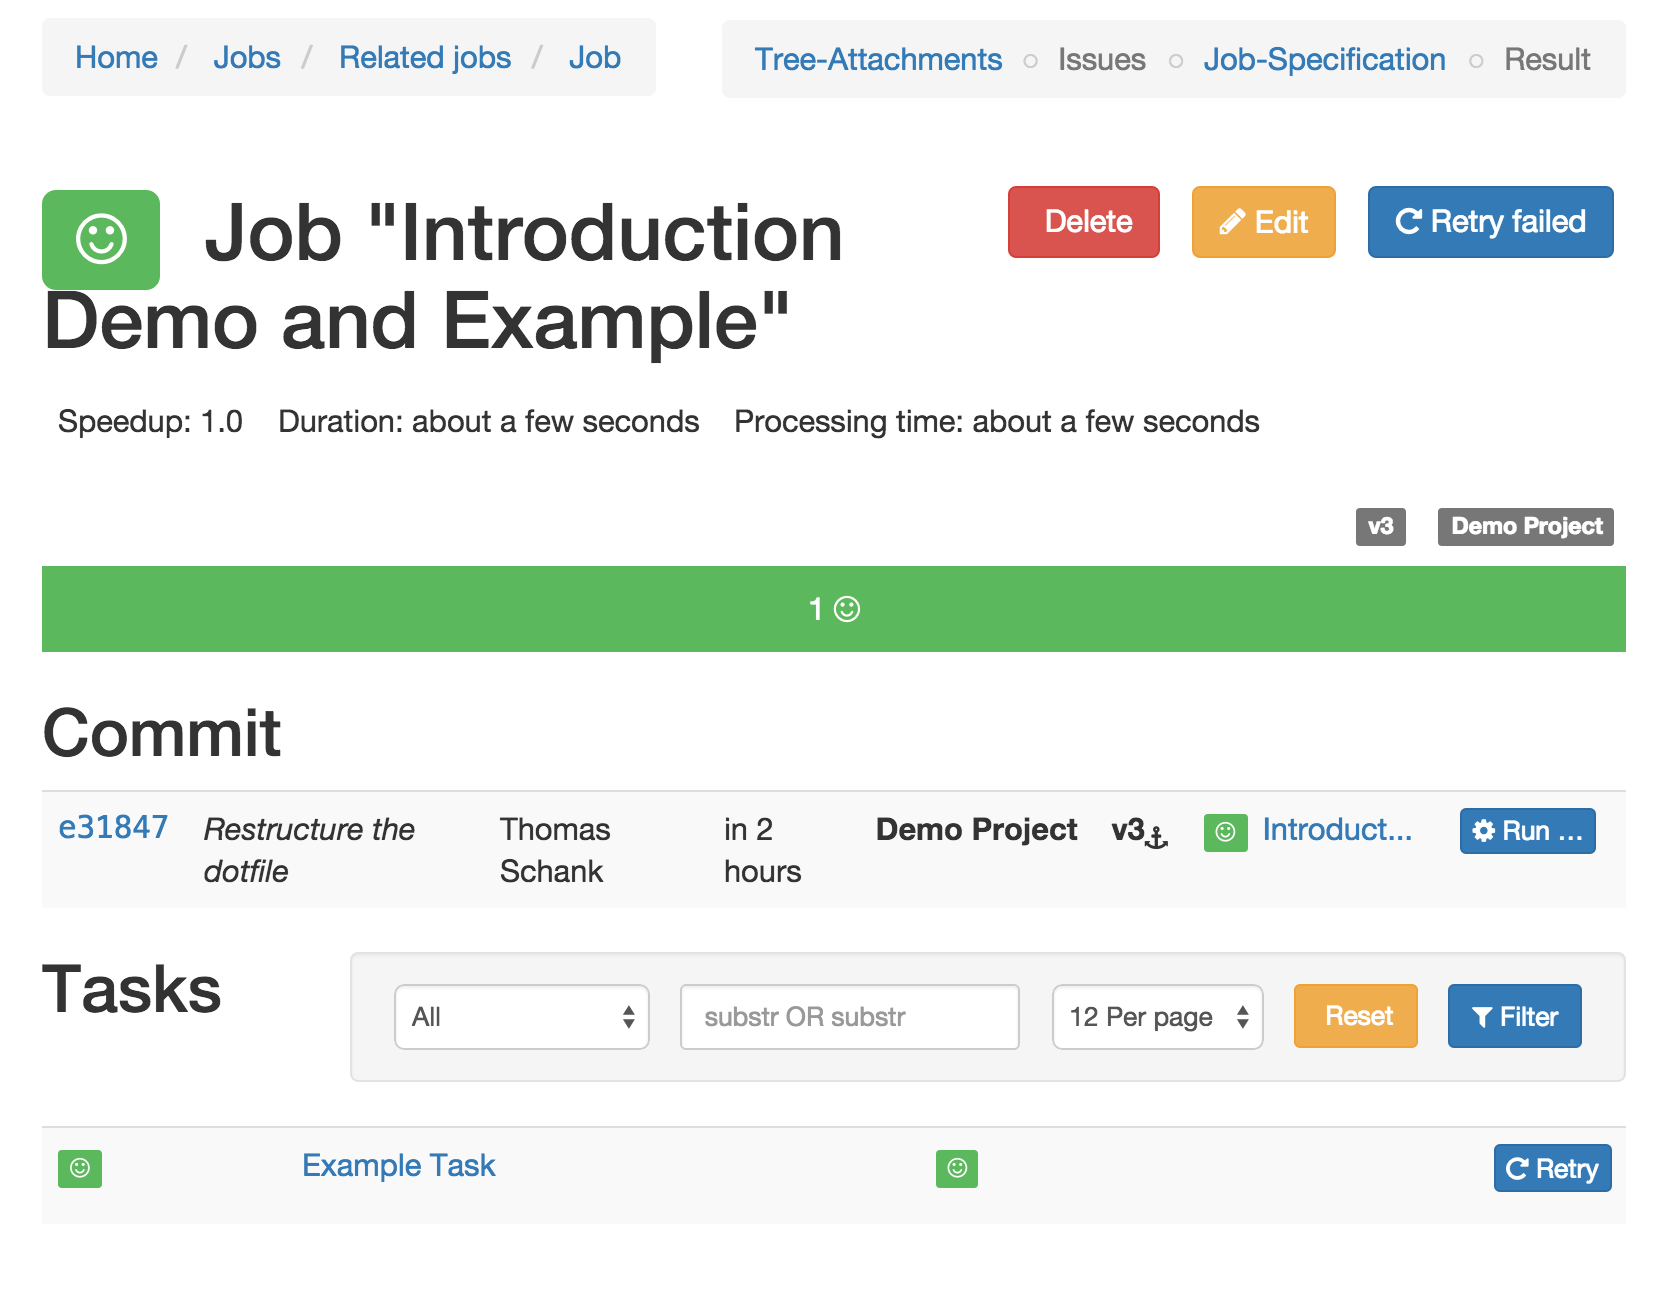 Home / Jobs / Related jobs / Job
Tree-Attachments Issues Job-Specification Result
Job "Introduction
Demo and Example"
Delete Edit Retry failed
Speedup: 1.0 Duration: about a few seconds Processing time: about a few seconds
v3 Demo Project
1
Commit
e31847 Restructure the dotfile Thomas Schank in 2 hours Demo Project v3 Introduct... Run ...
Tasks
All substr OR substr 12 Per page Reset Filter
Example Task Retry